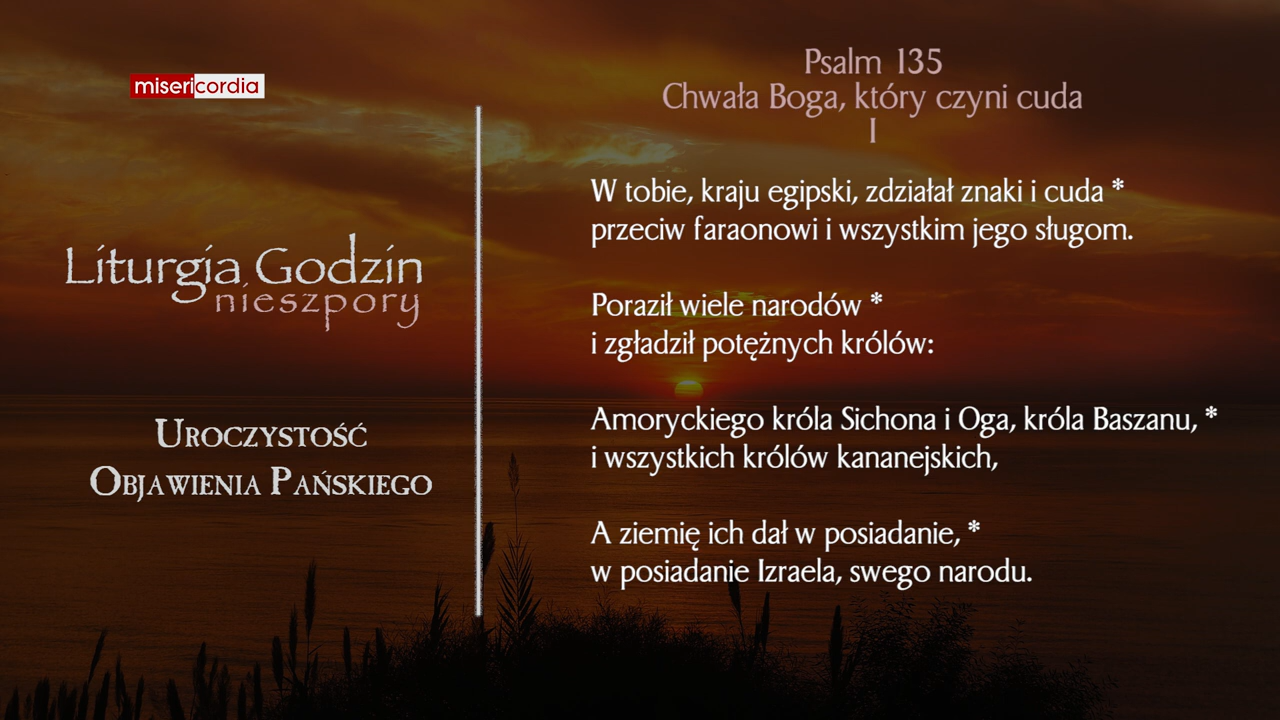 misericordia
Liturgia Godzin
nieszpory
Uroczystość
Objawienia Pańskiego
Psalm 135
Chwała Boga, który czyni cuda
I
W tobie, kraju egipski, zdziałał znaki i cuda *
przeciw faraonowi i wszystkim jego sługom.
Poraził wiele narodów *
i zgładził potężnych królów:
Amoryckiego króla Sichona i Oga, króla Baszanu, *
i wszystkich królów kananejskich,
A ziemię ich dał w posiadanie, *
w posiadanie Izraela, swego narodu.